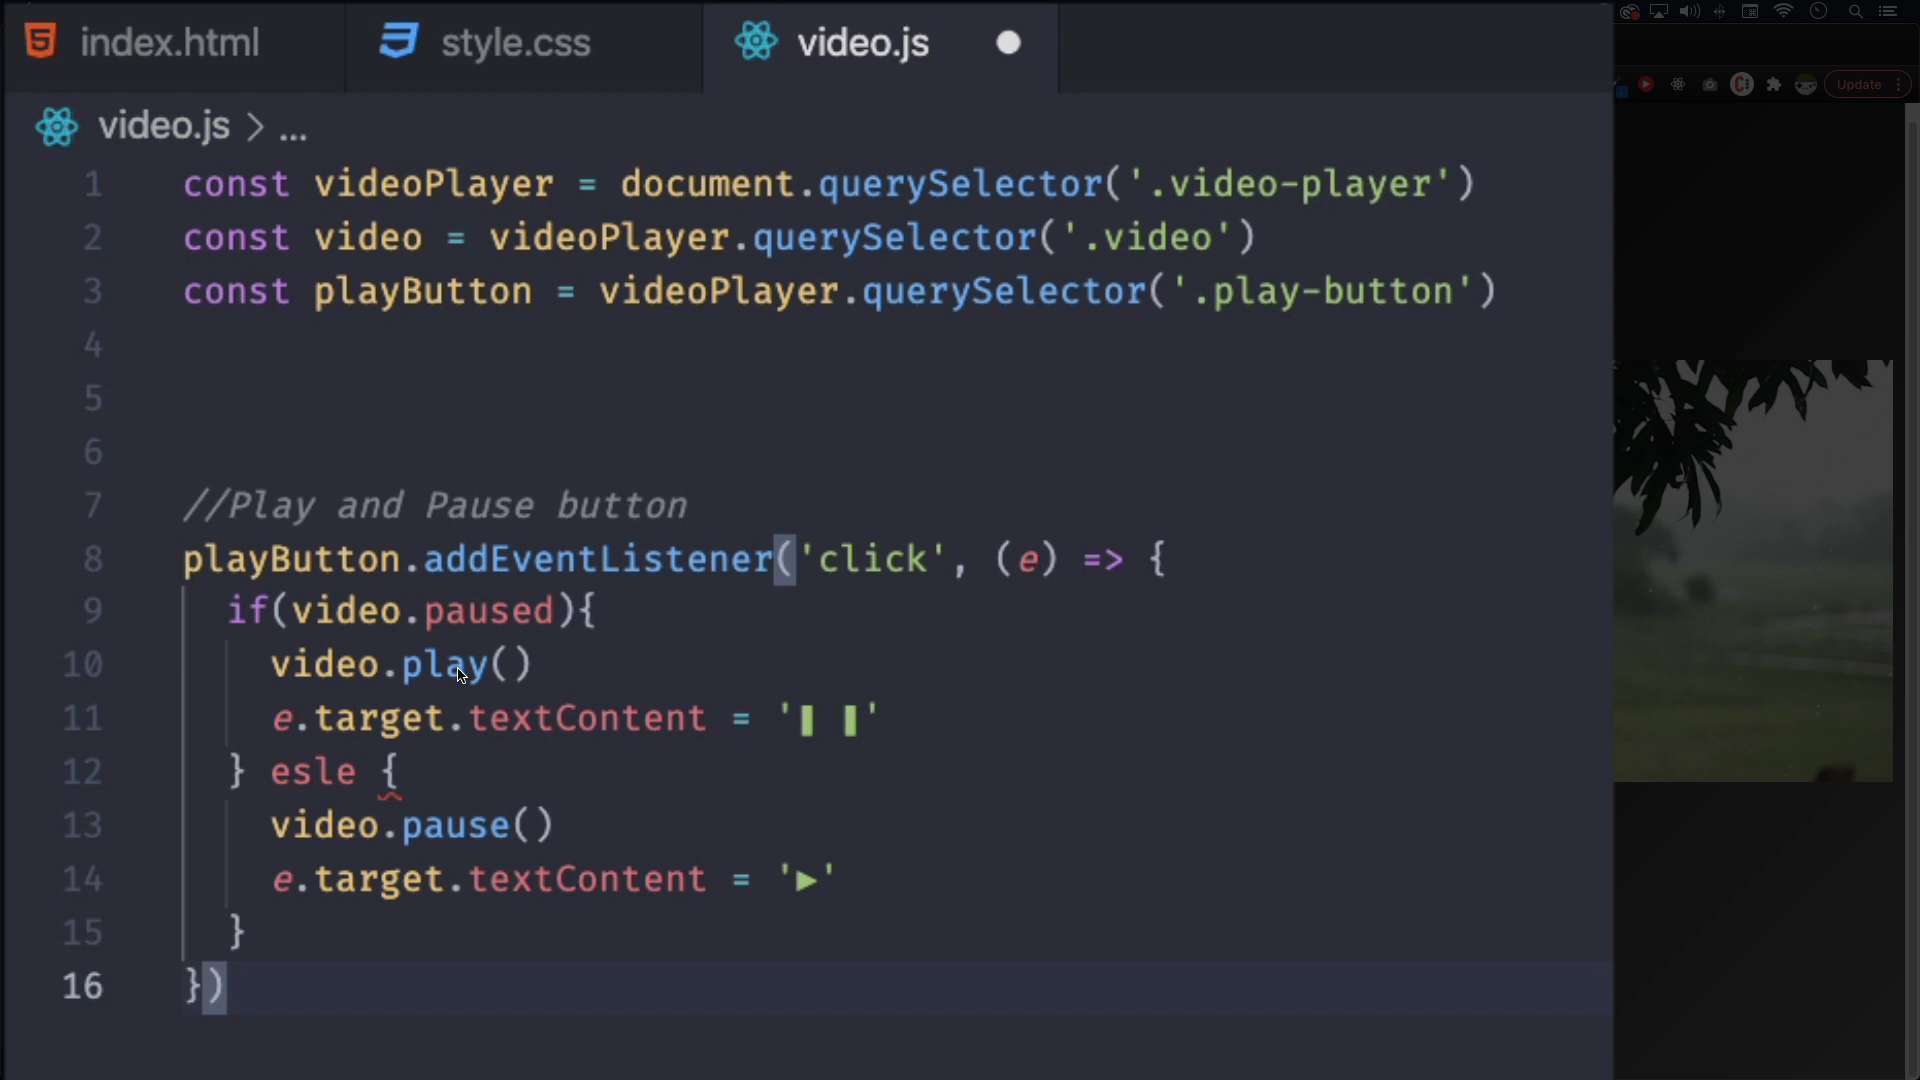 index.html
style.css
video.js
video.js > ...
1 const videoPlayer = document.querySelector('.video-player')
2 const video = videoPlayer.querySelector('.video')
3 const playButton = videoPlayer.querySelector('.play-button')
4
5
6
7 //Play and Pause button
8 playButton.addEventListener('click', (e) => {
9 if(video.paused){
10 video.play()
11 e.target.textContent = '❚ ❚'
12 } esle {
13 video.pause()
14 e.target.textContent = '►'
15 }
16 })
Update